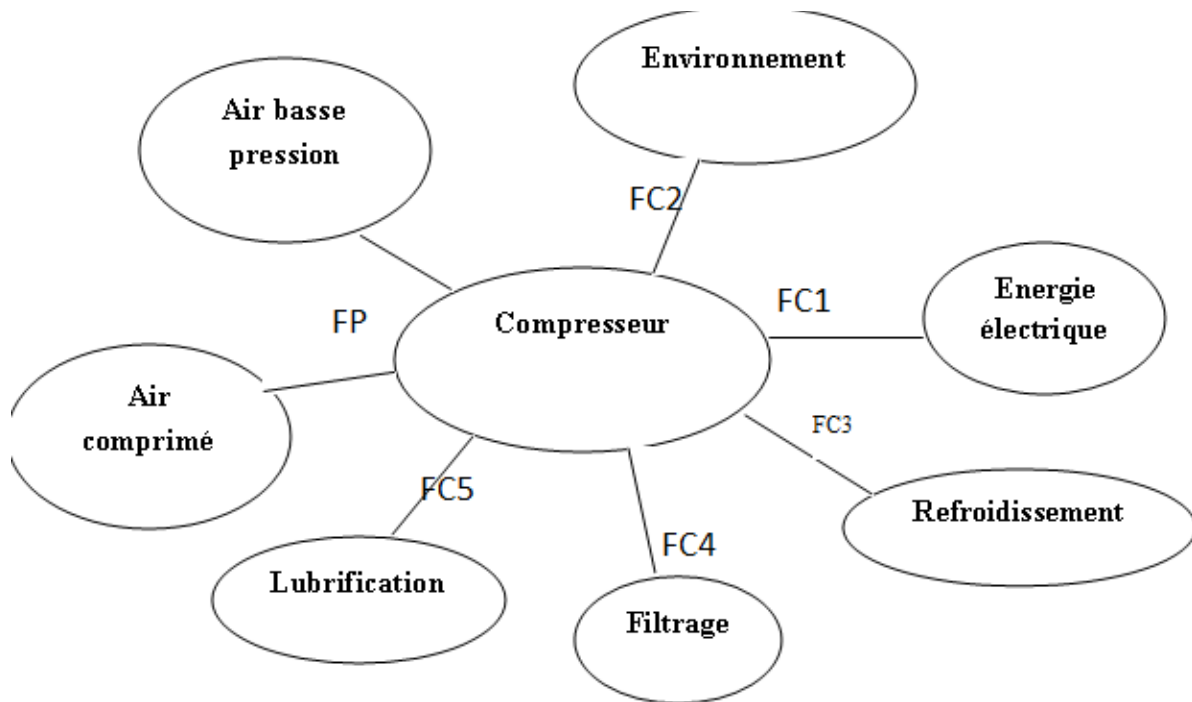 Environnement
Air basse
pression
FC2
Energie
électrique
FC1
Compresseur
FP
Air
comprimé
FC3
FC5
Refroidissement
FC4
Lubrification
Filtrage